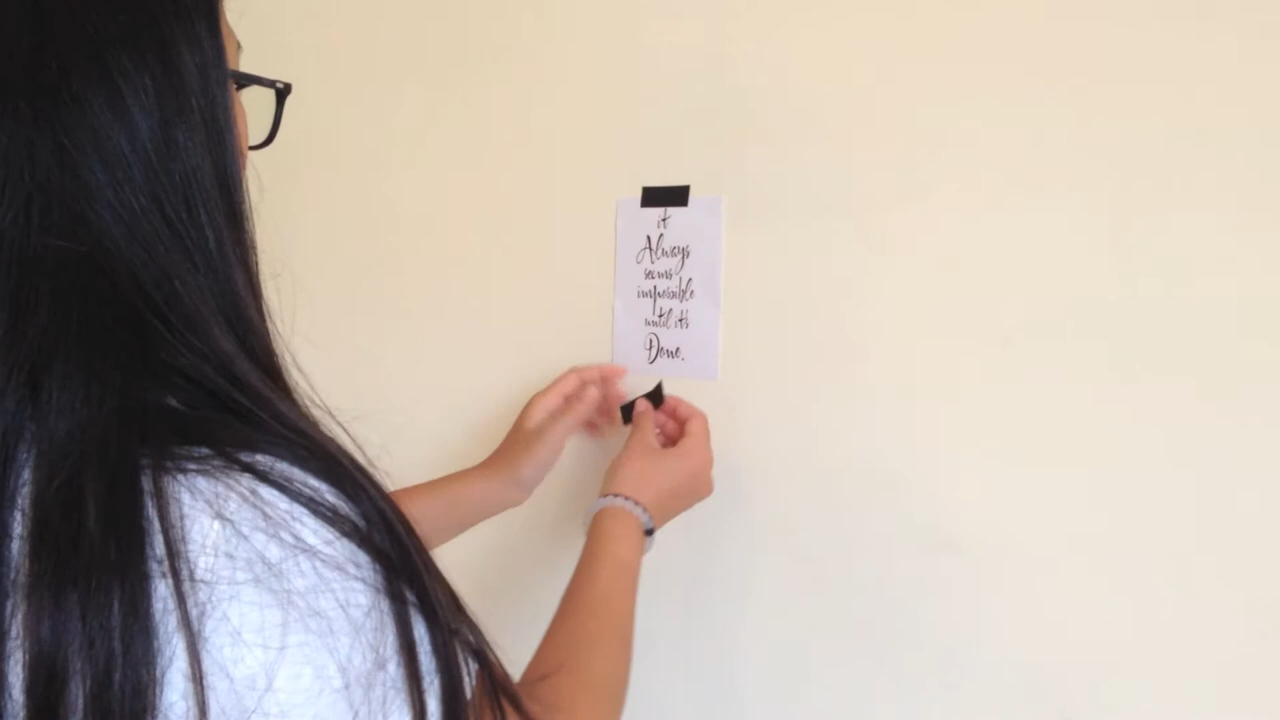 it
Always
seems
impossible
until it's
Done.